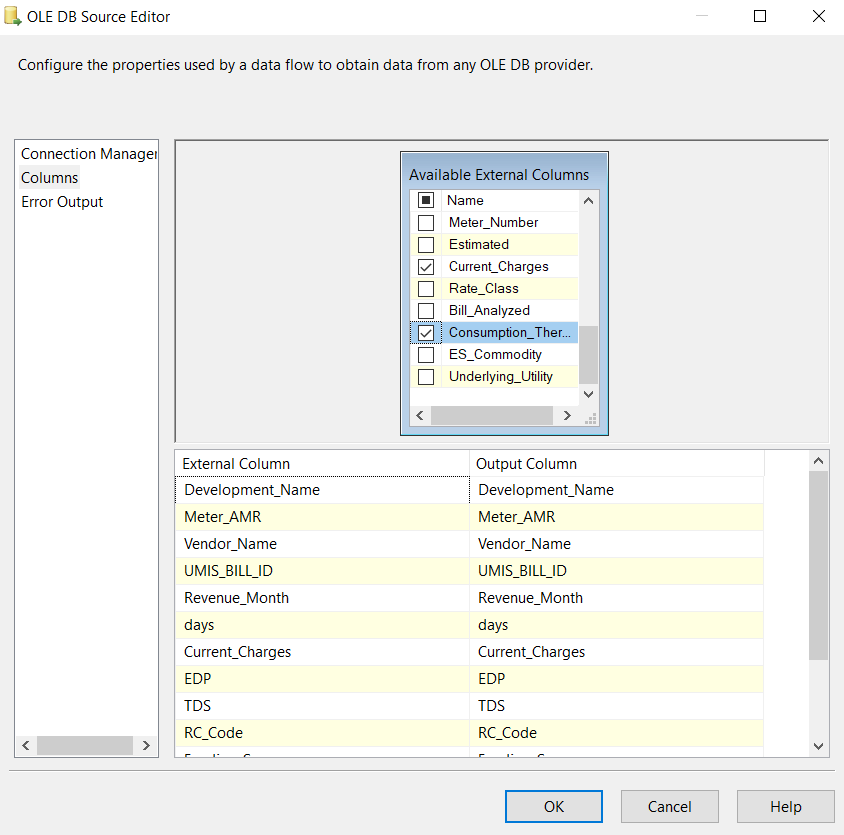 OLE DB Source Editor
Configure the properties used by a data flow to obtain data from any OLE DB provider.
Connection Manager
Columns
Error Output
Available External Columns
Name
Meter_Number
Estimated
Current_Charges
Rate_Class
Bill_Analyzed
Consumption_Ther...
ES_Commodity
Underlying_Utility
External Column Output Column
Development_Name Development_Name
Meter_AMR Meter_AMR
Vendor_Name Vendor_Name
UMIS_BILL_ID UMIS_BILL_ID
Revenue_Month Revenue_Month
days days
Current_Charges Current_Charges
EDP EDP
TDS TDS
RC_Code RC_Code
OK Cancel Help